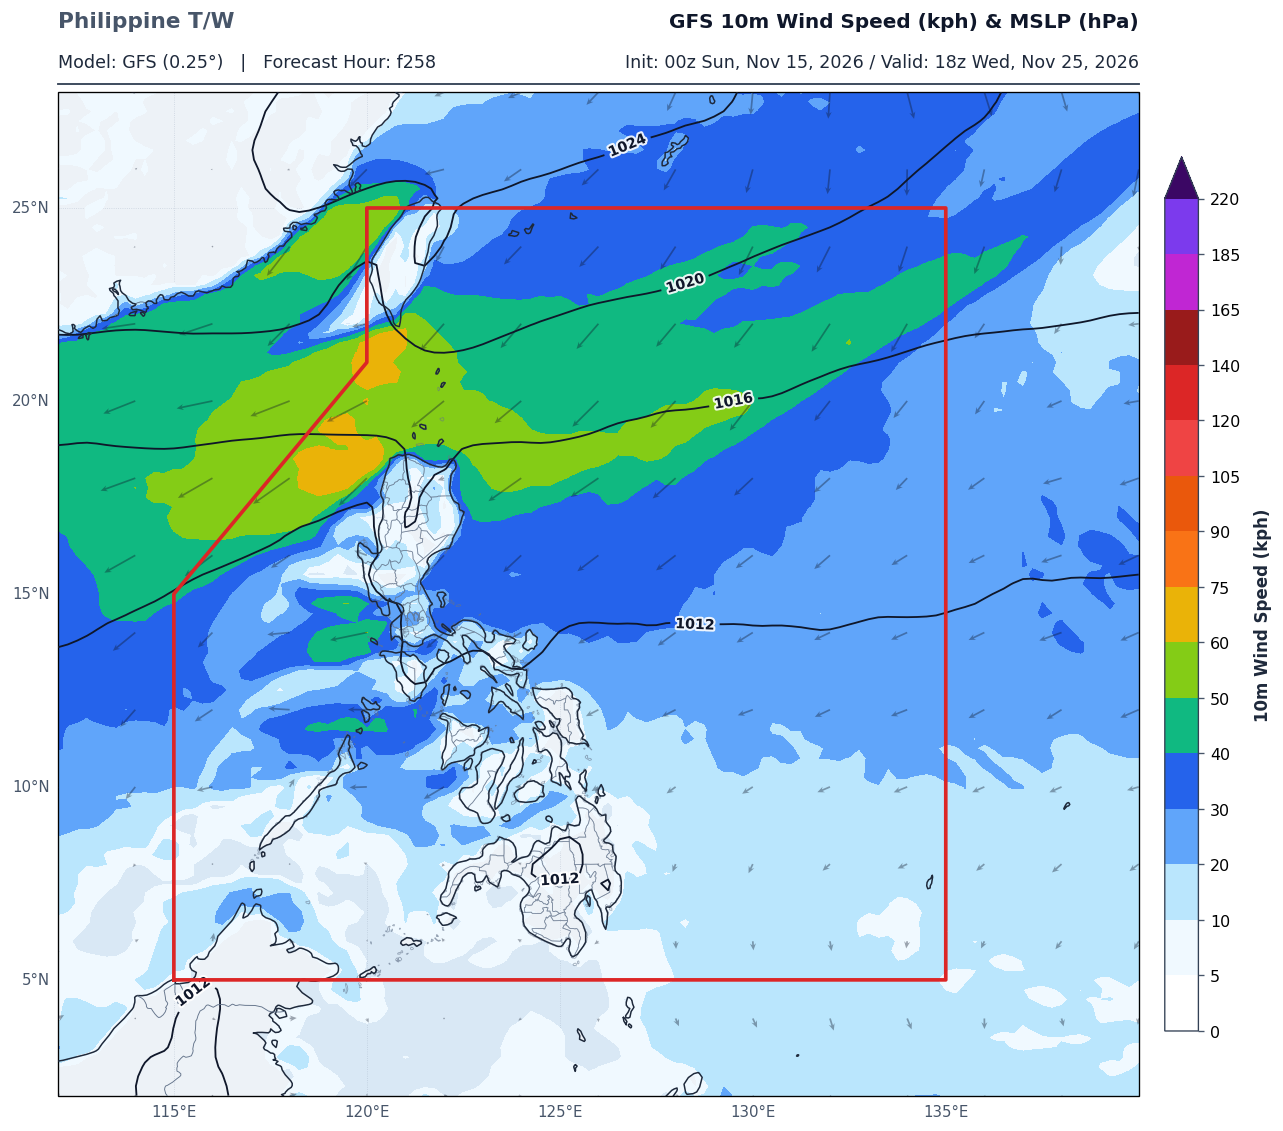 Philippine T/W
GFS 10m Wind Speed (kph) & MSLP (hPa)
Model: GFS (0.25°) | Forecast Hour: f258
Init: 00z Sun, Nov 15, 2026 / Valid: 18z Wed, Nov 25, 2026
1024
1020
1016
1012
1012
1012
25°N
20°N
15°N
10°N
5°N
115°E
120°E
125°E
130°E
135°E
220
185
165
140
120
105
90
75
60
50
40
30
20
10
5
0
10m Wind Speed (kph)